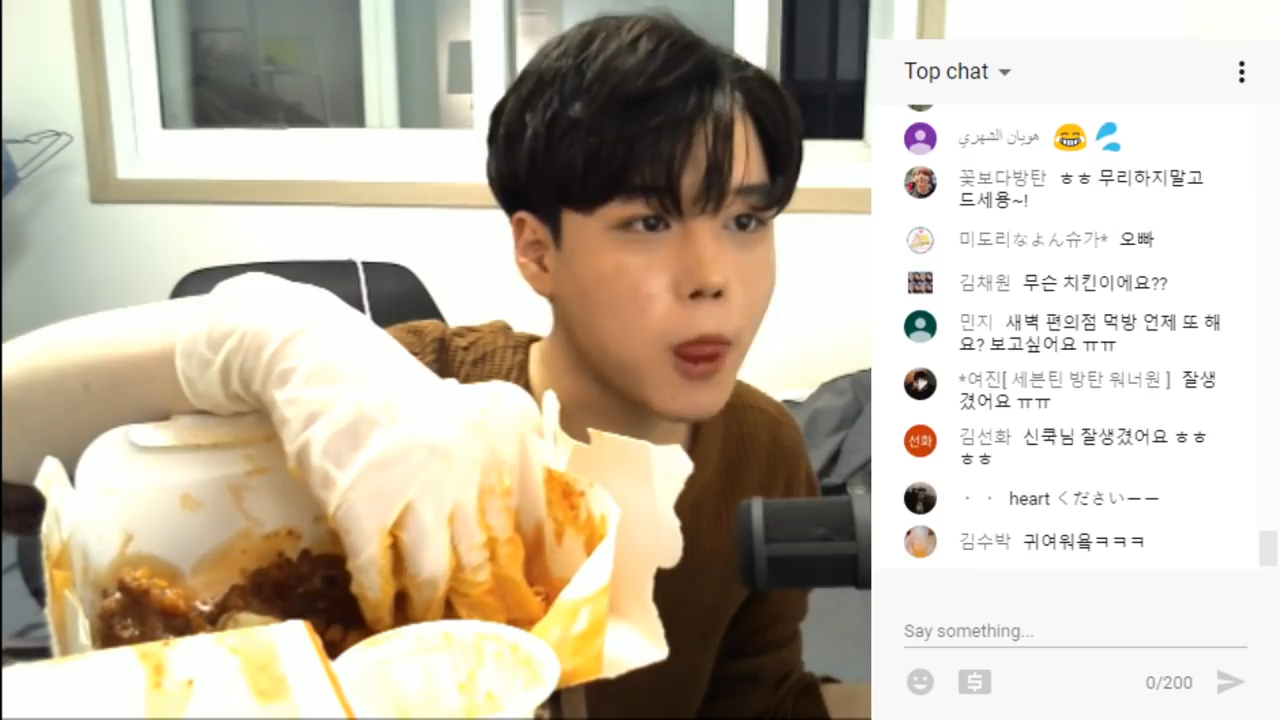 Top chat
هويان الشهري 😂 💦
꽃보다방탄 ㅎㅎ 무리하지말고
드세용~!
미도리なよん슈가* 오빠
김채원 무슨 치킨이에요??
민지 새벽 편의점 먹방 언제 또 해
요? 보고싶어요 ㅠㅠ
*여진[ 세븐틴 방탄 워너원 ] 잘생
겼어요 ㅠㅠ
선화
김선화 신쿡님 잘생겼어요 ㅎㅎ
ㅎㅎ
· · heart くださいーー
김수박 귀여워욬ㅋㅋㅋ
Say something...
0/200